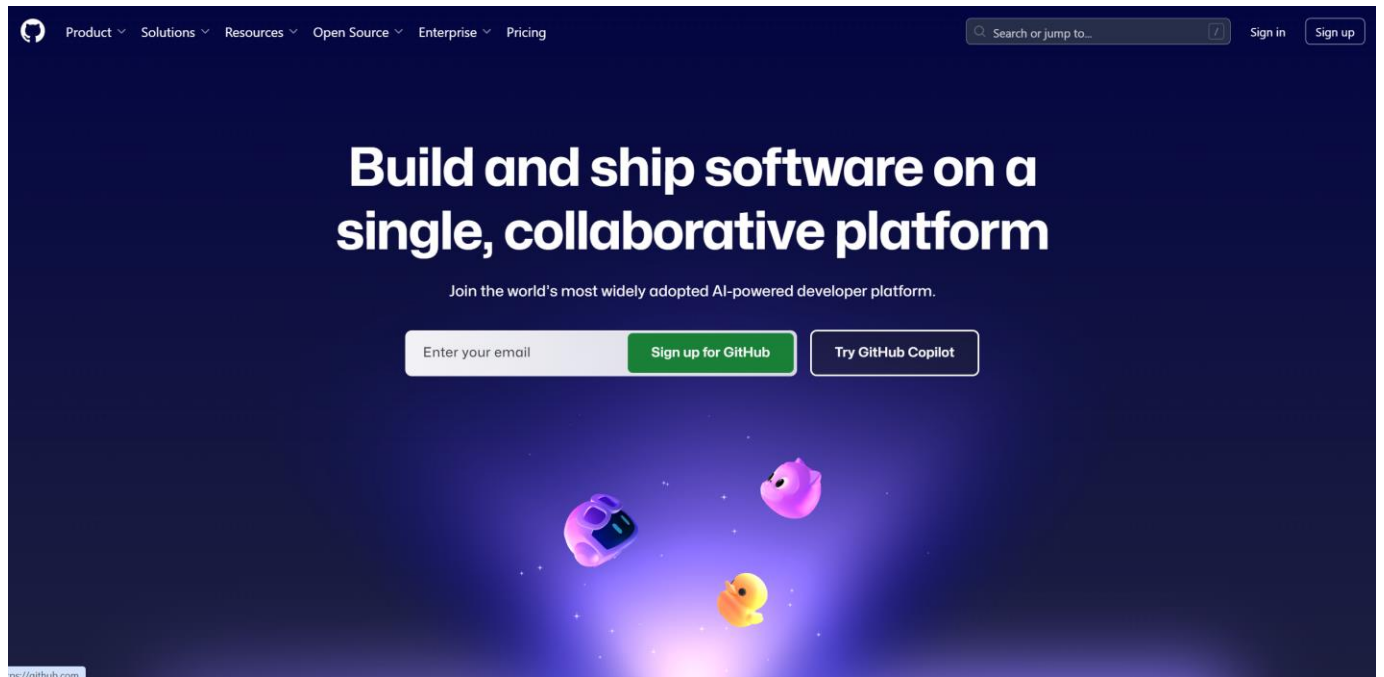 Product Solutions Resources Open Source Enterprise Pricing Search or jump to... / Sign in Sign up
Build and ship software on a
single, collaborative platform
Join the world's most widely adopted AI-powered developer platform.
Enter your email Sign up for GitHub Try GitHub Copilot
github.com